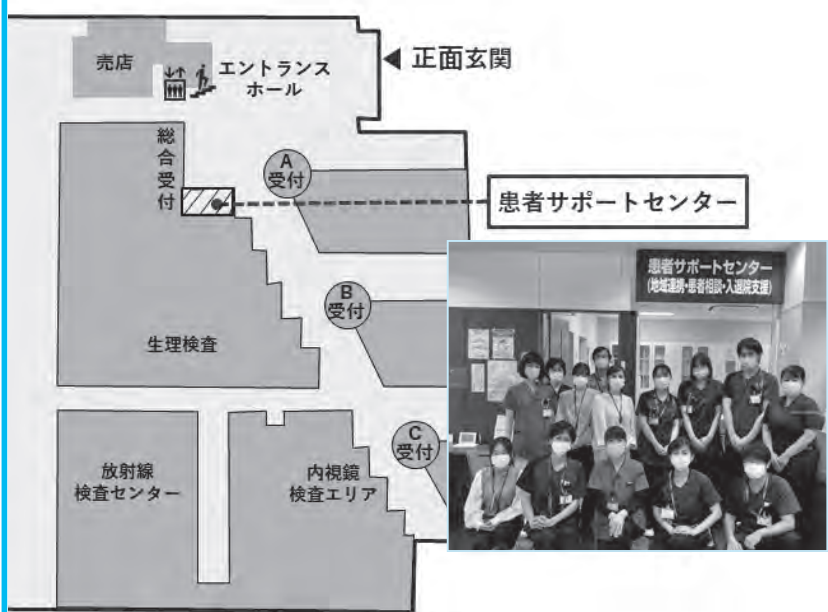 売店
エントランス
ホール
正面玄関
総合受付
A
受付
患者サポートセンター
患者サポートセンター
(地域連携・患者相談・入退院支援)
B
受付
生理検査
C
受付
放射線
検査センター
内視鏡
検査エリア